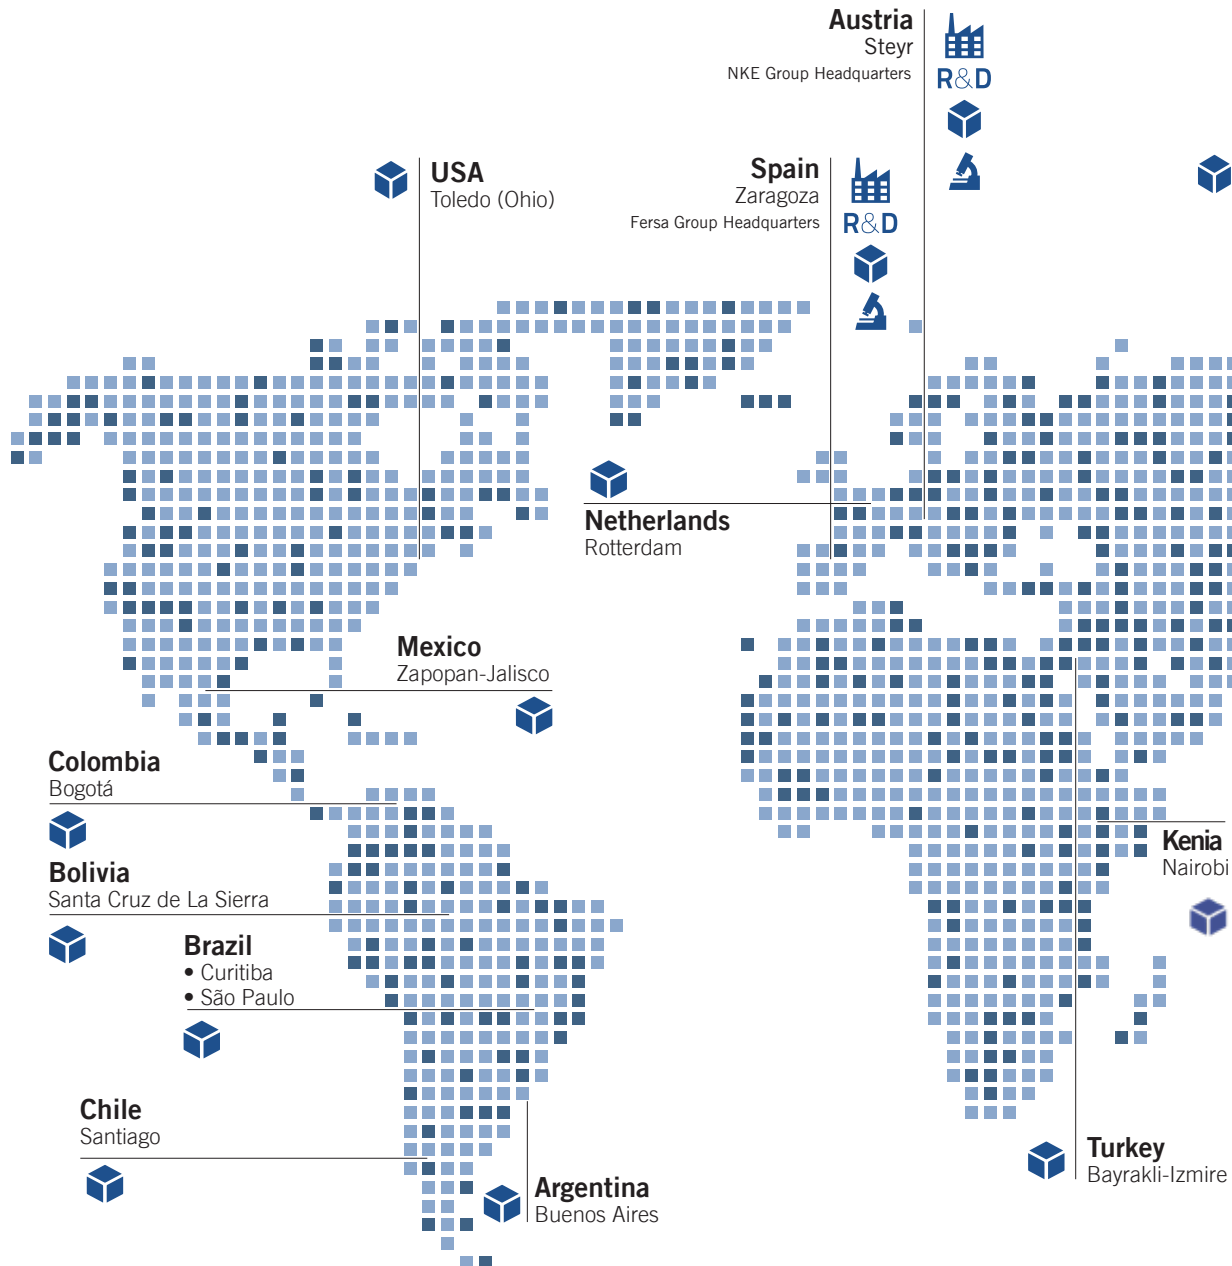 Austria
Steyr
NKE Group Headquarters
R&D
USA
Toledo (Ohio)
Spain
Zaragoza
Fersa Group Headquarters
R&D
Netherlands
Rotterdam
Mexico
Zapopan-Jalisco
Colombia
Bogotá
Bolivia
Santa Cruz de La Sierra
Kenia
Nairobi
Brazil
• Curitiba
• São Paulo
Chile
Santiago
Argentina
Buenos Aires
Turkey
Bayrakli-Izmire